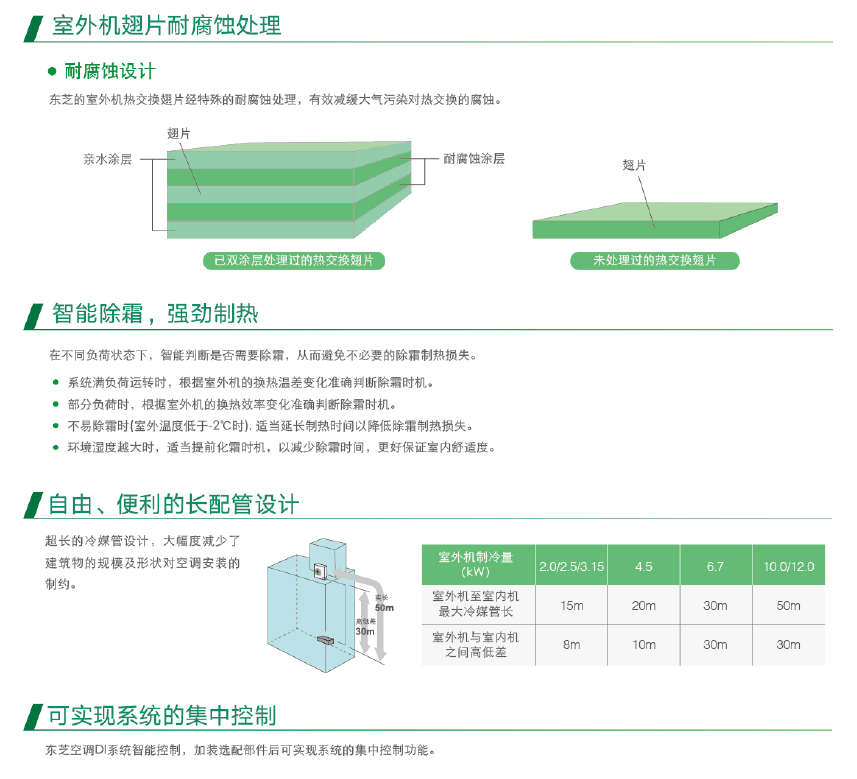 室外机翅片耐腐蚀处理
● 耐腐蚀设计
东芝的室外机热交换翅片经特殊的耐腐蚀处理，有效减缓大气污染对热交换的腐蚀。
翅片
亲水涂层
耐腐蚀涂层
翅片
已双涂层处理过的热交换翅片
未处理过的热交换翅片
智能除霜，强劲制热
在不同负荷状态下，智能判断是否需要除霜，从而避免不必要的除霜制热损失。
● 系统满负荷运转时，根据室外机的换热温差变化准确判断除霜时机。
● 部分负荷时，根据室外机的换热效率变化准确判断除霜时机。
● 不易除霜时(室外温度低于-2℃时), 适当延长制热时间以降低除霜制热损失。
● 环境湿度越大时，适当提前化霜时机，以减少除霜时间，更好保证室内舒适度。
自由、便利的长配管设计
超长的冷媒管设计，大幅度减少了
建筑物的规模及形状对空调安装的
制约。
实长
50m
高低差
30m
室外机制冷量
(kW)
2.0/2.5/3.15
4.5
6.7
10.0/12.0
室外机至室内机
最大冷媒管长
15m
20m
30m
50m
室外机与室内机
之间高低差
8m
10m
30m
30m
可实现系统的集中控制
东芝空调DI系统智能控制，加装选配部件后可实现系统的集中控制功能。